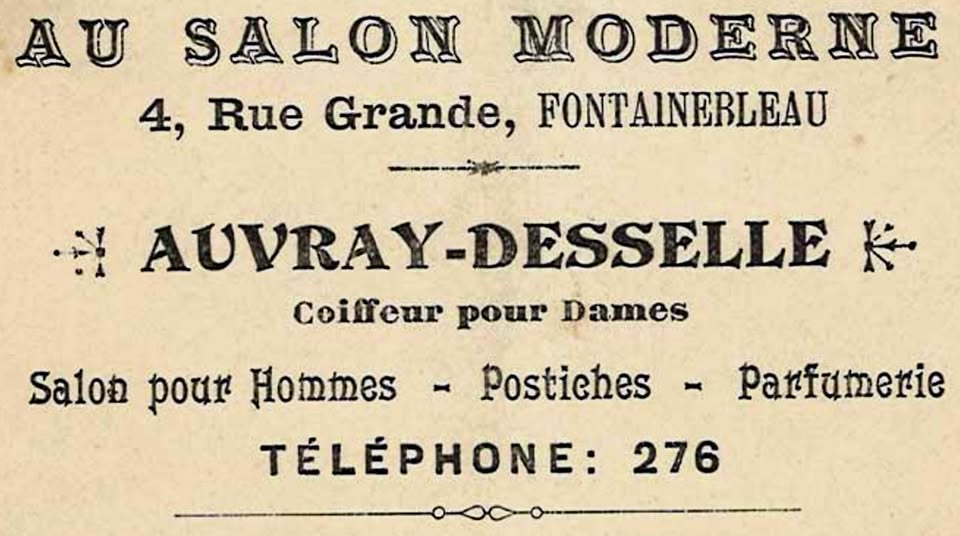 AU SALON MODERNE
4, Rue Grande, FONTAINEBLEAU
AUVRAY-DESSELLE
Coiffeur pour Dames
Salon pour Hommes - Postiches - Parfumerie
TÉLÉPHONE: 276